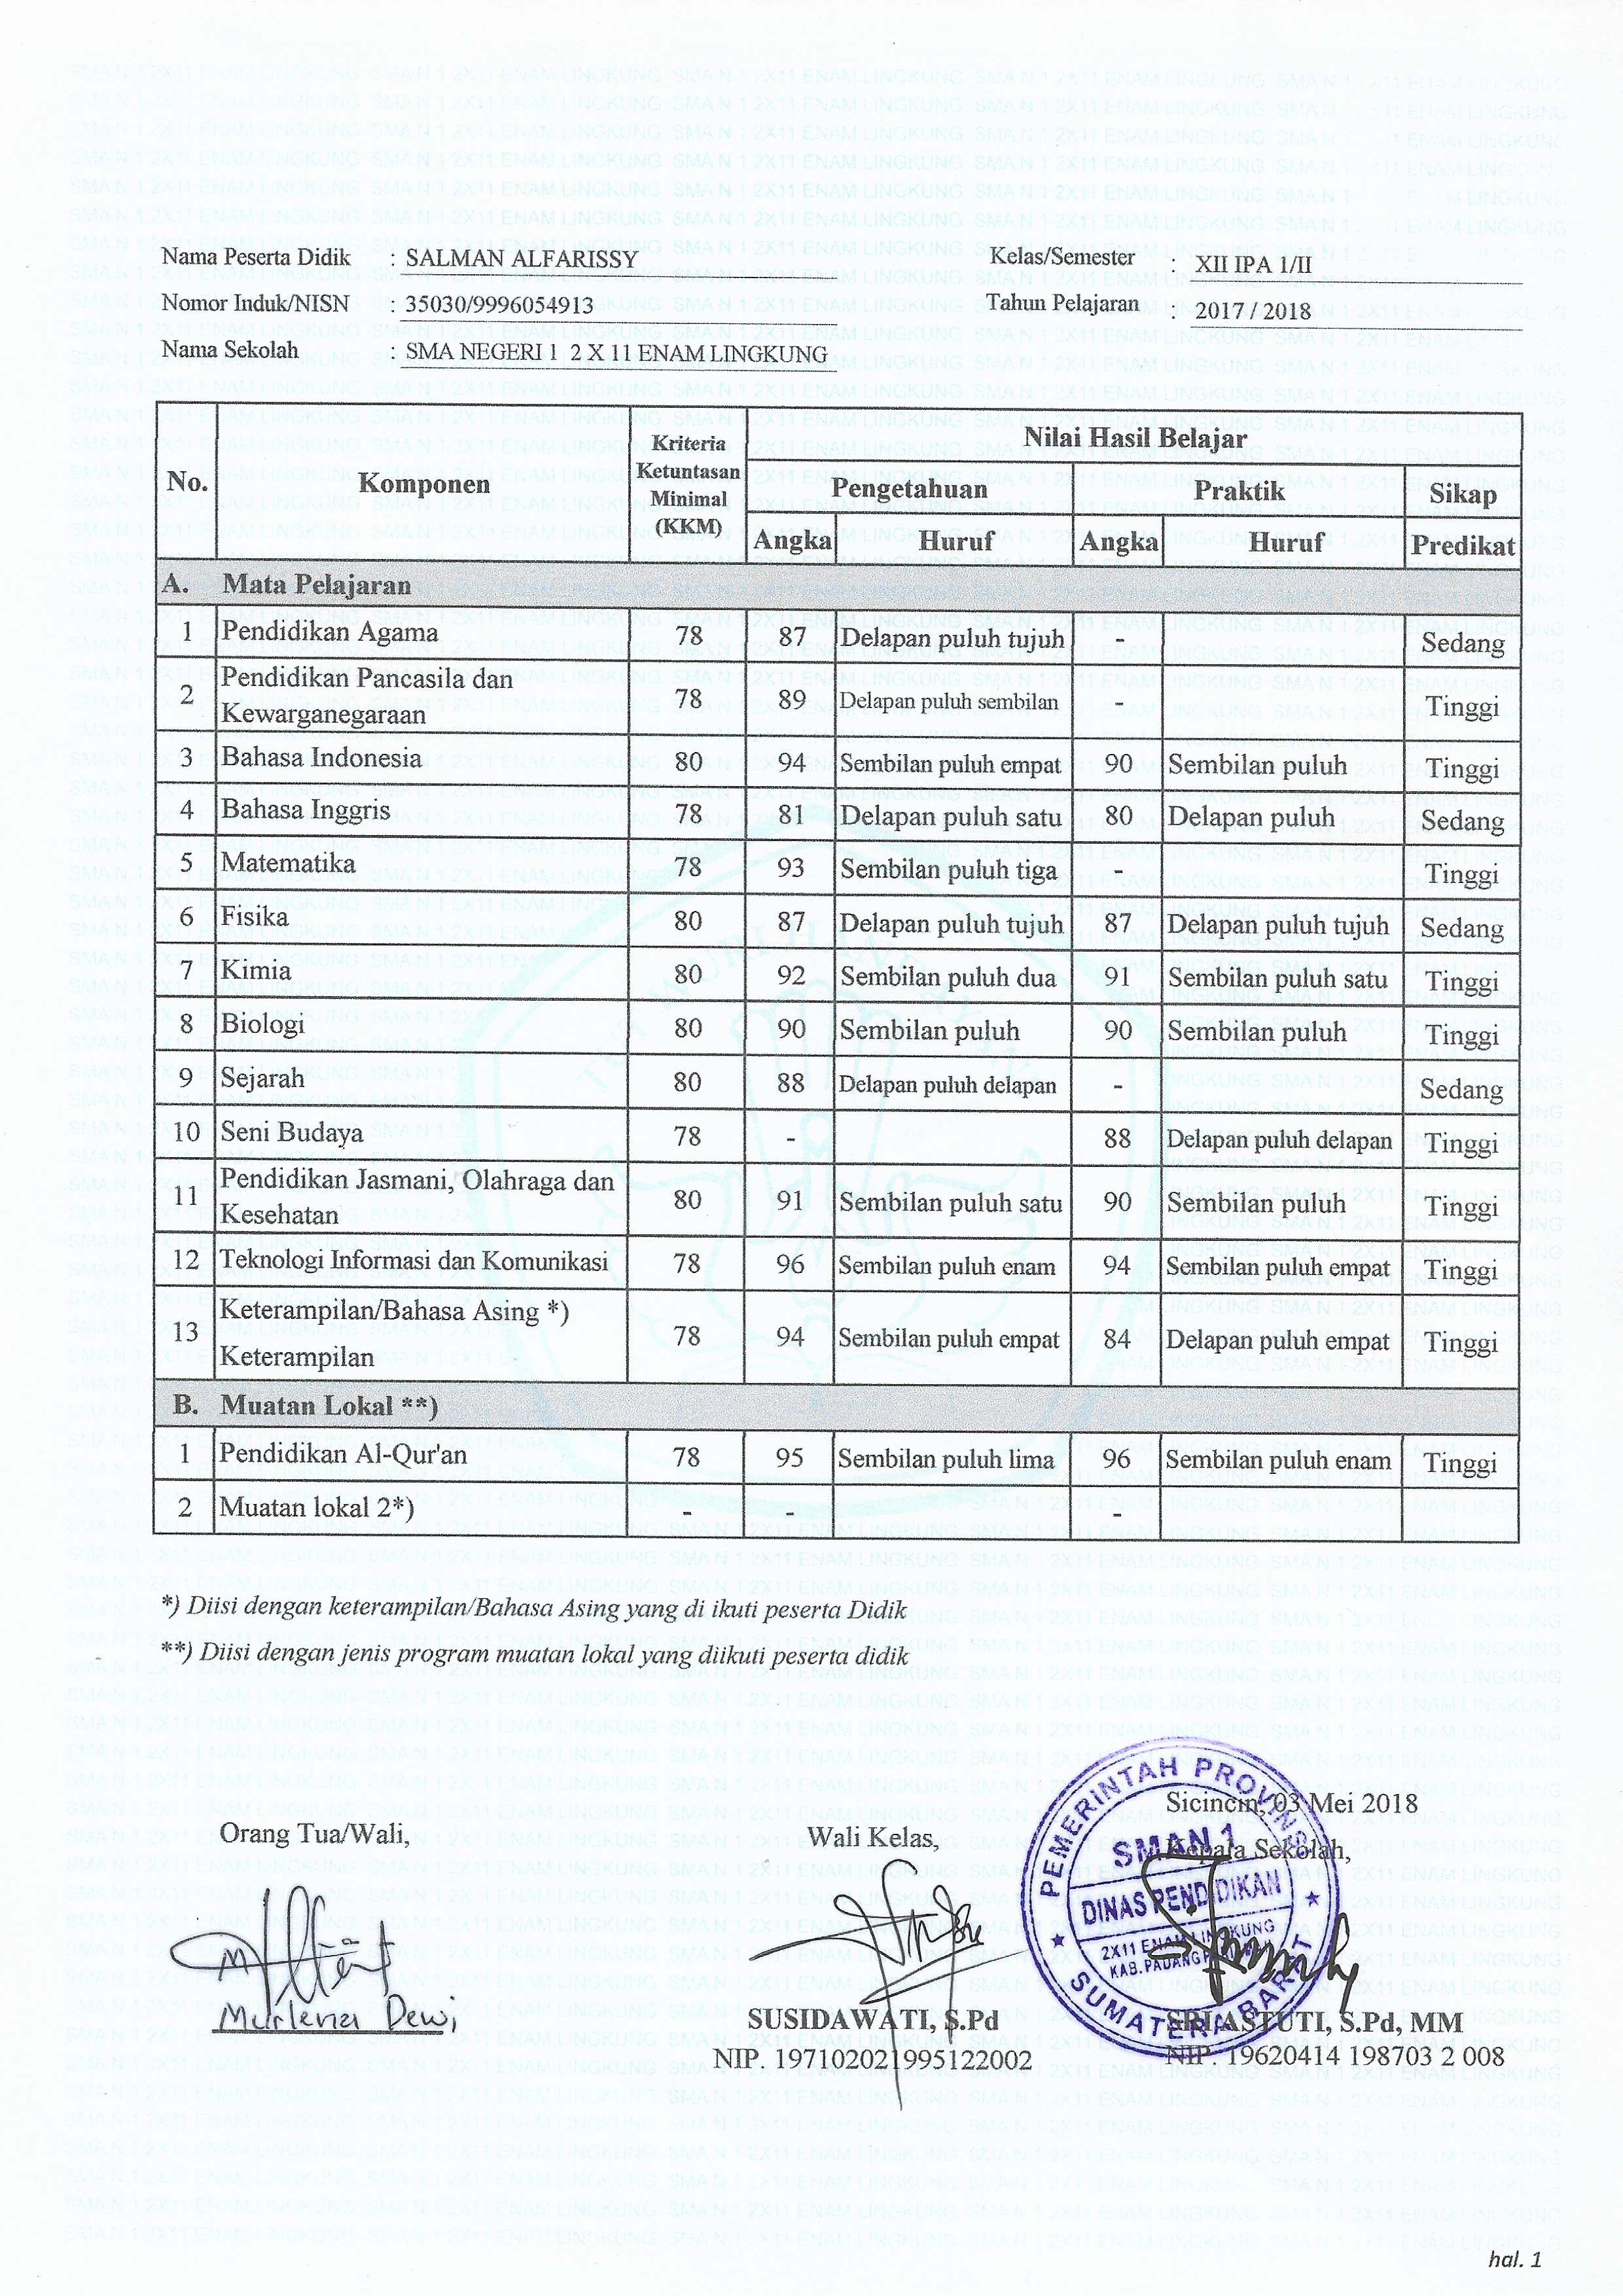 Nama Peserta Didik : SALMAN ALFARISSY Kelas/Semester : XII IPA 1/II
Nomor Induk/NISN : 35030/9996054913 Tahun Pelajaran : 2017 / 2018
Nama Sekolah : SMA NEGERI 1 2 X 11 ENAM LINGKUNG
No. Komponen Kriteria Ketuntasan Minimal (KKM) Nilai Hasil Belajar
Pengetahuan Praktik Sikap
Angka Huruf Angka Huruf Predikat
A. Mata Pelajaran
1 Pendidikan Agama 78 87 Delapan puluh tujuh - Sedang
2 Pendidikan Pancasila dan Kewarganegaraan 78 89 Delapan puluh sembilan - Tinggi
3 Bahasa Indonesia 80 94 Sembilan puluh empat 90 Sembilan puluh Tinggi
4 Bahasa Inggris 78 81 Delapan puluh satu 80 Delapan puluh Sedang
5 Matematika 78 93 Sembilan puluh tiga - Tinggi
6 Fisika 80 87 Delapan puluh tujuh 87 Delapan puluh tujuh Sedang
7 Kimia 80 92 Sembilan puluh dua 91 Sembilan puluh satu Tinggi
8 Biologi 80 90 Sembilan puluh 90 Sembilan puluh Tinggi
9 Sejarah 80 88 Delapan puluh delapan - Sedang
10 Seni Budaya 78 - 88 Delapan puluh delapan Tinggi
11 Pendidikan Jasmani, Olahraga dan Kesehatan 80 91 Sembilan puluh satu 90 Sembilan puluh Tinggi
12 Teknologi Informasi dan Komunikasi 78 96 Sembilan puluh enam 94 Sembilan puluh empat Tinggi
13 Keterampilan/Bahasa Asing *) Keterampilan 78 94 Sembilan puluh empat 84 Delapan puluh empat Tinggi
B. Muatan Lokal **)
1 Pendidikan Al-Qur'an 78 95 Sembilan puluh lima 96 Sembilan puluh enam Tinggi
2 Muatan lokal 2*) - - -
*) Diisi dengan keterampilan/Bahasa Asing yang di ikuti peserta Didik
**) Diisi dengan jenis program muatan lokal yang diikuti peserta didik
Sicincin, 03 Mei 2018
Orang Tua/Wali, Wali Kelas, Kepala Sekolah,
PEMERINTAH PROVINSI
SMAN 1
DINAS PENDIDIKAN
2X11 ENAM LINGKUNG
KAB. PADANG
SUMATERA BARAT
Murlena Dewi
SUSIDAWATI, S.Pd SRI ASTUTI, S.Pd, MM
NIP. 197102021995122002 NIP. 19620414 198703 2 008
hal. 1